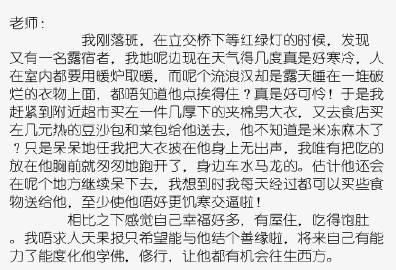 老师：
我刚落班，在立交桥下等红绿灯的时候，发现
又有一名露宿者，我地呢边现在天气得几度真是好寒冷，人
在室内都要用暖炉取暖，而呢个流浪汉却是露天睡在一堆破
烂的衣物上面，都唔知道他点挨得住？真是好可怜！于是我
赶紧到附近超市买左一件几厚下的夹棉男大衣，又去食店买
左几元热的豆沙包和菜包给他送去，他不知道是米冻麻木了
？只是呆呆地任我把大衣披在他身上无出声，我唯有把吃的
放在他胸前就匆匆地跑开了，身边车水马龙的。估计他还会
在呢个地方继续呆下去，我想到时我每天经过都可以买些食
物送给他，至少使他唔好更饥寒交逼啦！
相比之下感觉自己幸福好多，有屋住，吃得饱肚
。我唔求人天果报只希望能与他结个善缘啦，将来自己有能
力了能度化他学佛，修行，让他都有机会往生西方。